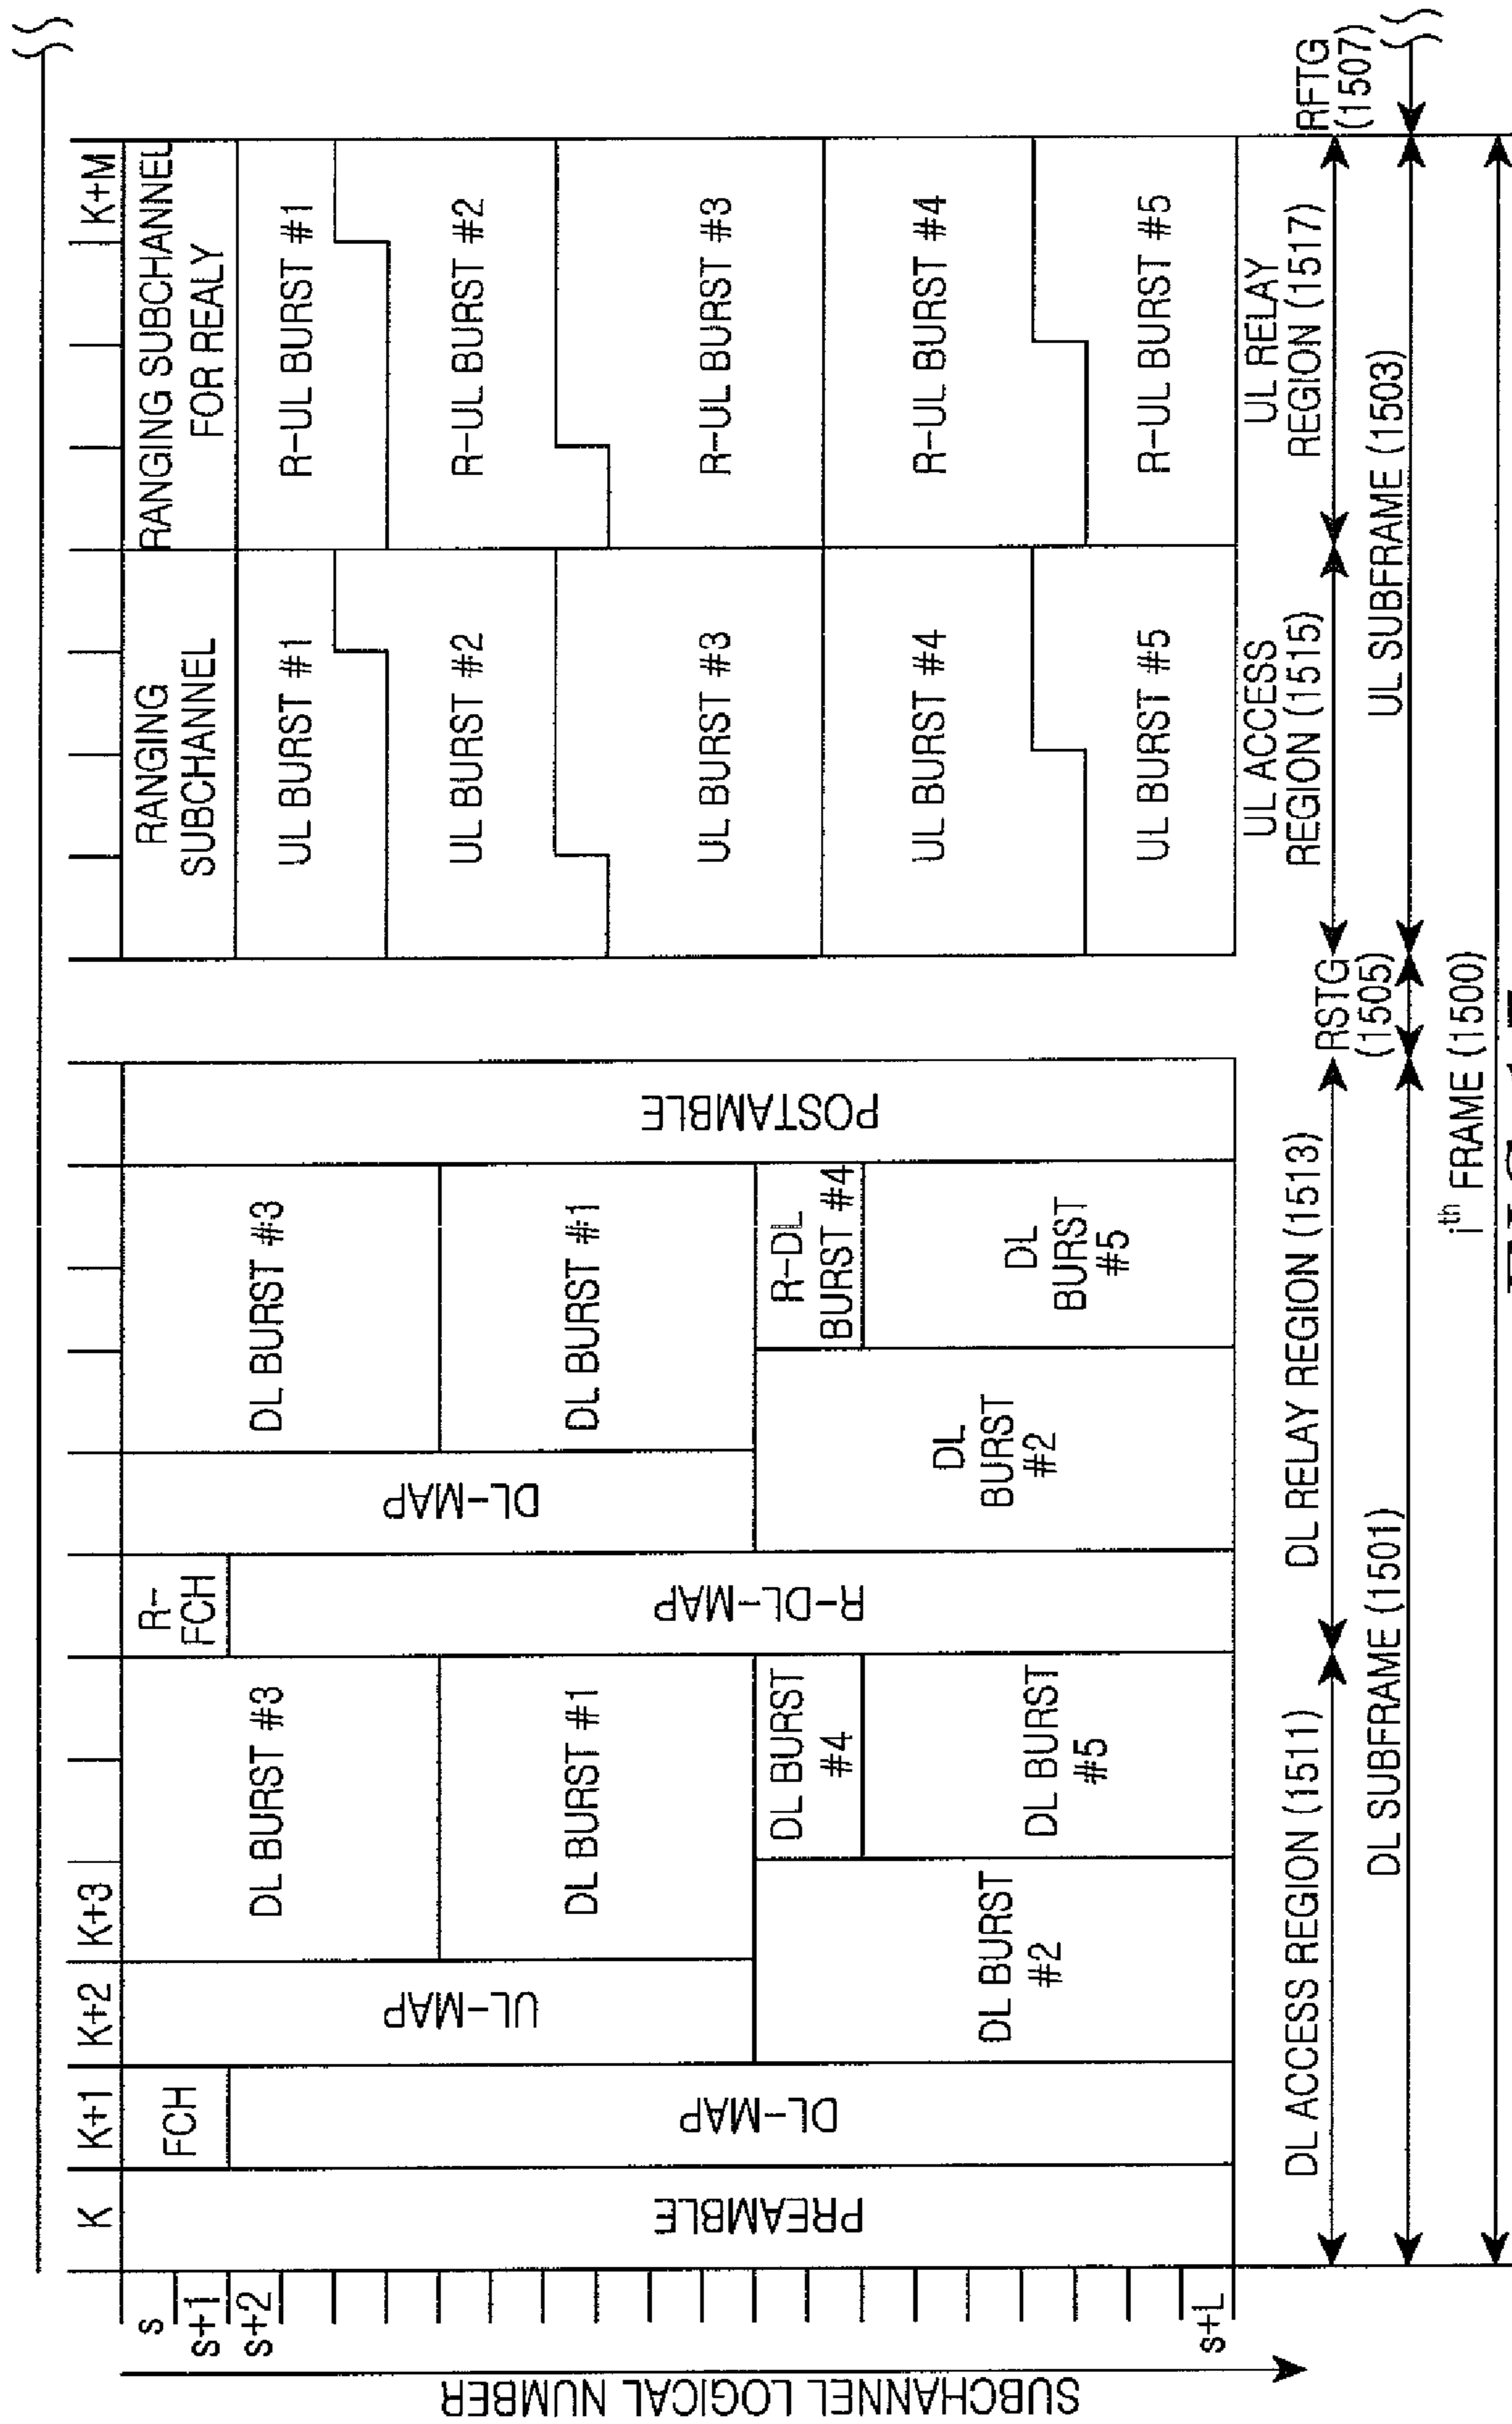 K
K+1
K+2
K+3
K+M
s
s+1
s+2
s+L
SUBCHANNEL LOGICAL NUMBER
PREAMBLE
FCH
DL-MAP
UL-MAP
DL BURST #3
DL BURST #1
DL BURST
#2
DL BURST
#4
DL BURST
#5
R-
FCH
R-DL-MAP
DL-MAP
DL BURST #3
DL BURST #1
DL
BURST
#2
R-DL
BURST #4
DL
BURST
#5
POSTAMBLE
RANGING
SUBCHANNEL
UL BURST #1
UL BURST #2
UL BURST #3
UL BURST #4
UL BURST #5
RANGING SUBCHANNEL
FOR REALY
R-UL BURST #1
R-UL BURST #2
R-UL BURST #3
R-UL BURST #4
R-UL BURST #5
DL ACCESS REGION (1511)
DL RELAY REGION (1513)
RSTG
(1505)
UL ACCESS
REGION (1515)
UL RELAY
REGION (1517)
RFTG
(1507)
DL SUBFRAME (1501)
UL SUBFRAME (1503)
ith FRAME (1500)